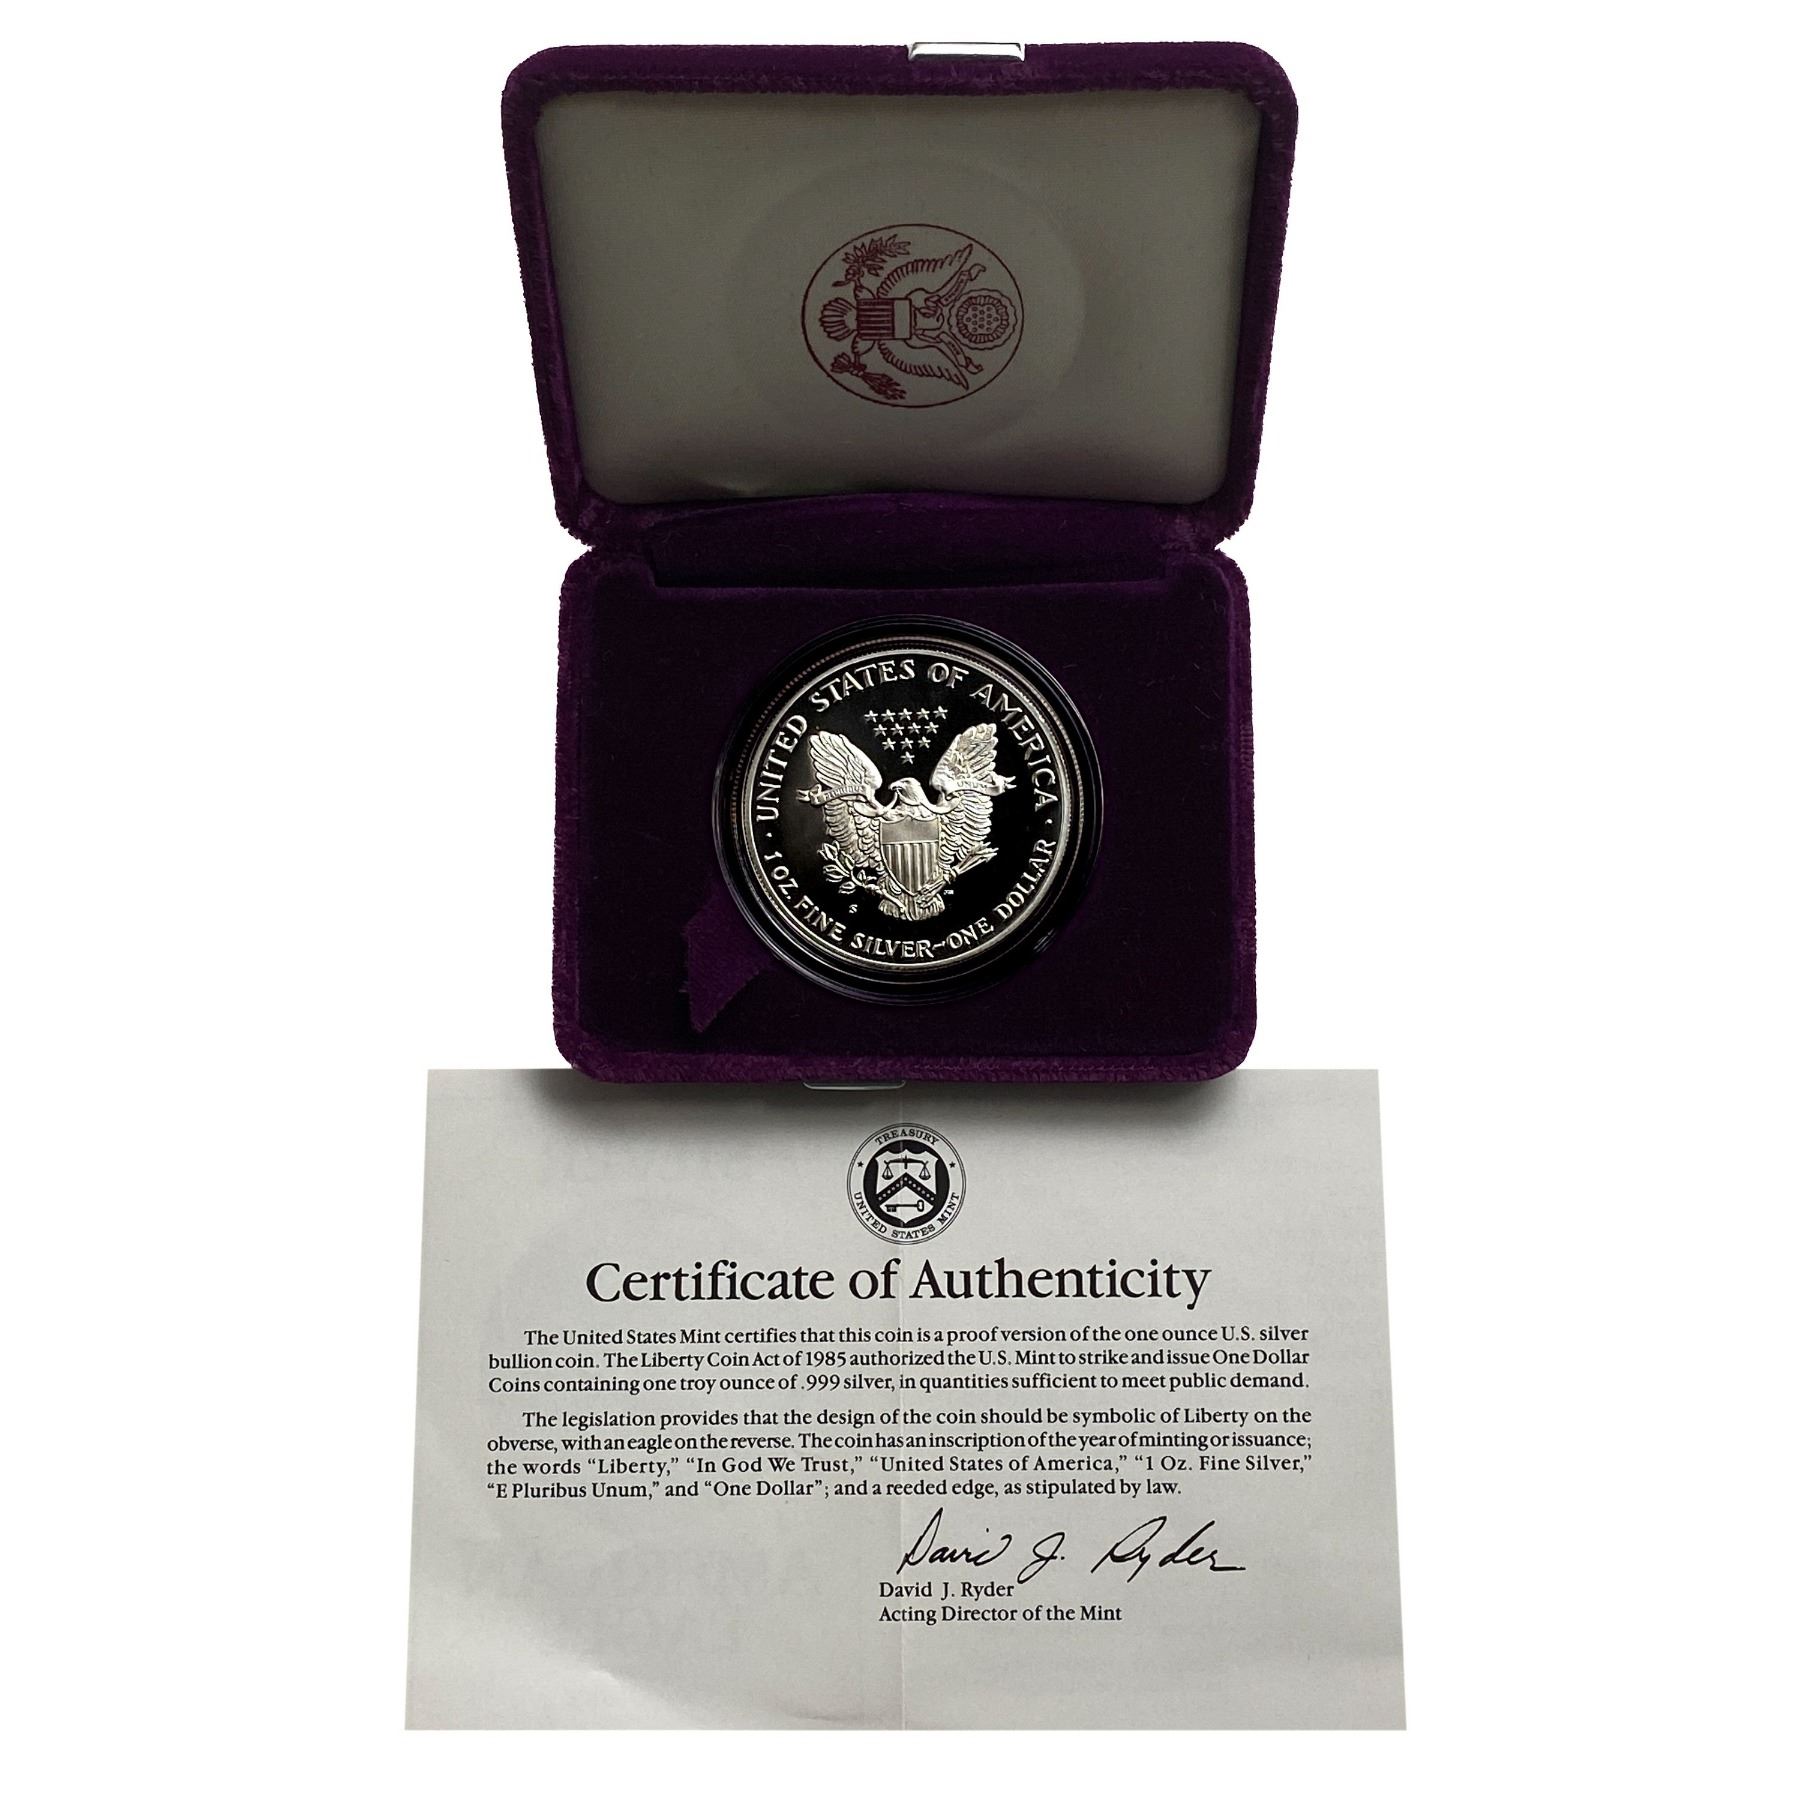 UNITED STATES OF AMERICA
PLURIBUS UNUM
S
1 OZ. FINE SILVER~ONE DOLLAR
TREASURY
UNITED STATES MINT
Certificate of Authenticity
The United States Mint certifies that this coin is a proof version of the one ounce U.S. silver
bullion coin. The Liberty Coin Act of 1985 authorized the U.S. Mint to strike and issue One Dollar
Coins containing one troy ounce of .999 silver, in quantities sufficient to meet public demand.
The legislation provides that the design of the coin should be symbolic of Liberty on the
obverse, with an eagle on the reverse. The coin has an inscription of the year of minting or issuance;
the words “Liberty,” “In God We Trust,” “United States of America,” “1 Oz. Fine Silver,”
“E Pluribus Unum,” and “One Dollar”; and a reeded edge, as stipulated by law.
David J. Ryder
David J. Ryder
Acting Director of the Mint